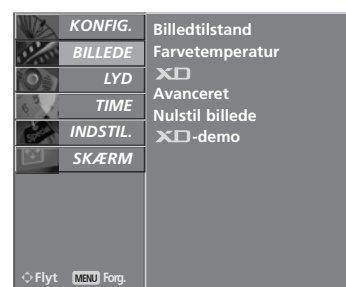 KONFIG.
BILLEDE
LYD
TIME
INDSTIL.
SKÆRM
Flyt MENU Forg.
Billedtilstand
Farvetemperatur
XD
Avanceret
Nulstil billede
XD-demo